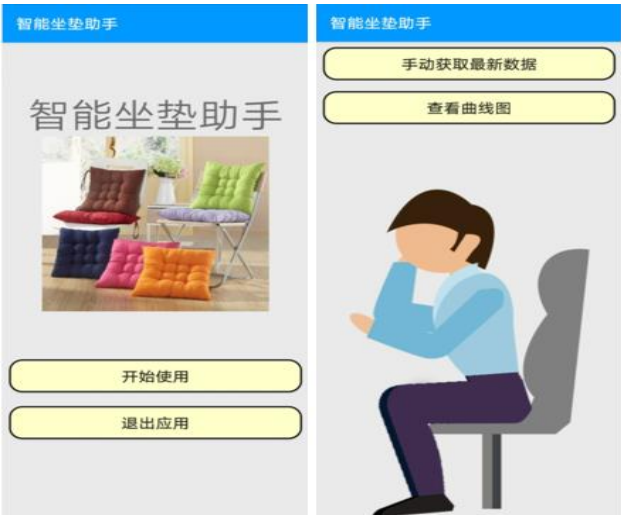 智能坐垫助手
智能坐垫助手
开始使用
退出应用
智能坐垫助手
手动获取最新数据
查看曲线图